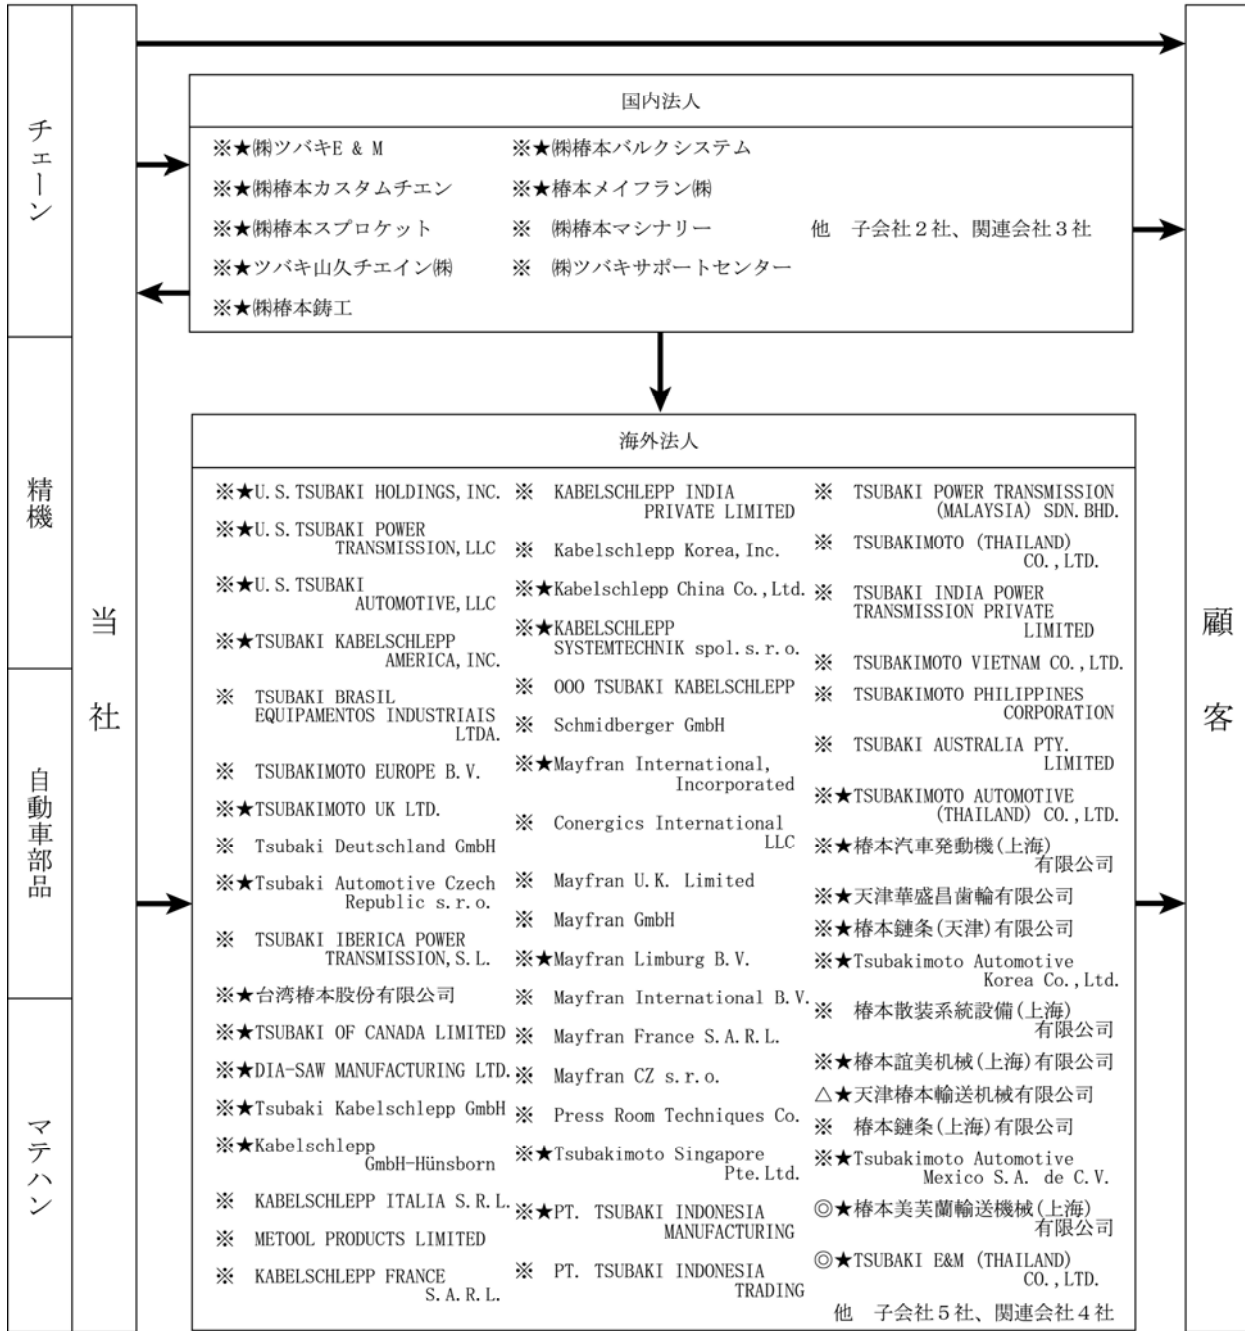 チェーン
精機
自動車部品
マテハン
当社
国内法人
※★㈱ツバキE & M
※★㈱椿本カスタムチエン
※★㈱椿本スプロケット
※★ツバキ山久チエイン㈱
※★㈱椿本鋳工
※★㈱椿本バルクシステム
※★椿本メイフラン㈱
※ ㈱椿本マシナリー
※ ㈱ツバキサポートセンター
他 子会社２社、関連会社３社
海外法人
※★U.S.TSUBAKI HOLDINGS,INC.
※★U.S.TSUBAKI POWER
TRANSMISSION,LLC
※★U.S.TSUBAKI
AUTOMOTIVE,LLC
※★TSUBAKI KABELSCHLEPP
AMERICA,INC.
※ TSUBAKI BRASIL
EQUIPAMENTOS INDUSTRIAIS
LTDA.
※ TSUBAKIMOTO EUROPE B.V.
※★TSUBAKIMOTO UK LTD.
※ Tsubaki Deutschland GmbH
※★Tsubaki Automotive Czech
Republic s.r.o.
※ TSUBAKI IBERICA POWER
TRANSMISSION,S.L.
※★台湾椿本股份有限公司
※★TSUBAKI OF CANADA LIMITED
※★DIA-SAW MANUFACTURING LTD.
※★Tsubaki Kabelschlepp GmbH
※★Kabelschlepp
GmbH-Hünsborn
※ KABELSCHLEPP ITALIA S.R.L.
※ METOOL PRODUCTS LIMITED
※ KABELSCHLEPP FRANCE
S.A.R.L.
※ KABELSCHLEPP INDIA
PRIVATE LIMITED
※ Kabelschlepp Korea,Inc.
※★Kabelschlepp China Co.,Ltd.
※★KABELSCHLEPP
SYSTEMTECHNIK spol.s.r.o.
※ OOO TSUBAKI KABELSCHLEPP
※ Schmidberger GmbH
※★Mayfran International,
Incorporated
※ Conergics International
LLC
※ Mayfran U.K. Limited
※ Mayfran GmbH
※★Mayfran Limburg B.V.
※ Mayfran International B.V.
※ Mayfran France S.A.R.L.
※ Mayfran CZ s.r.o.
※ Press Room Techniques Co.
※★Tsubakimoto Singapore
Pte.Ltd.
※★PT. TSUBAKI INDONESIA
MANUFACTURING
※ PT. TSUBAKI INDONESIA
TRADING
※ TSUBAKI POWER TRANSMISSION
(MALAYSIA) SDN.BHD.
※ TSUBAKIMOTO (THAILAND)
CO.,LTD.
※ TSUBAKI INDIA POWER
TRANSMISSION PRIVATE
LIMITED
※ TSUBAKIMOTO VIETNAM CO.,LTD.
※ TSUBAKIMOTO PHILIPPINES
CORPORATION
※ TSUBAKI AUSTRALIA PTY.
LIMITED
※★TSUBAKIMOTO AUTOMOTIVE
(THAILAND) CO.,LTD.
※★椿本汽車発動機(上海)
有限公司
※★天津華盛昌歯輪有限公司
※★椿本鏈条(天津)有限公司
※★Tsubakimoto Automotive
Korea Co.,Ltd.
※ 椿本散装系統設備(上海)
有限公司
※★椿本誼美机械(上海)有限公司
△★天津椿本輸送机械有限公司
※ 椿本鏈条(上海)有限公司
※★Tsubakimoto Automotive
Mexico S.A. de C.V.
◎★椿本美芙蘭輸送機械(上海)
有限公司
◎★TSUBAKI E&M (THAILAND)
CO.,LTD.
他 子会社５社、関連会社４社
顧客